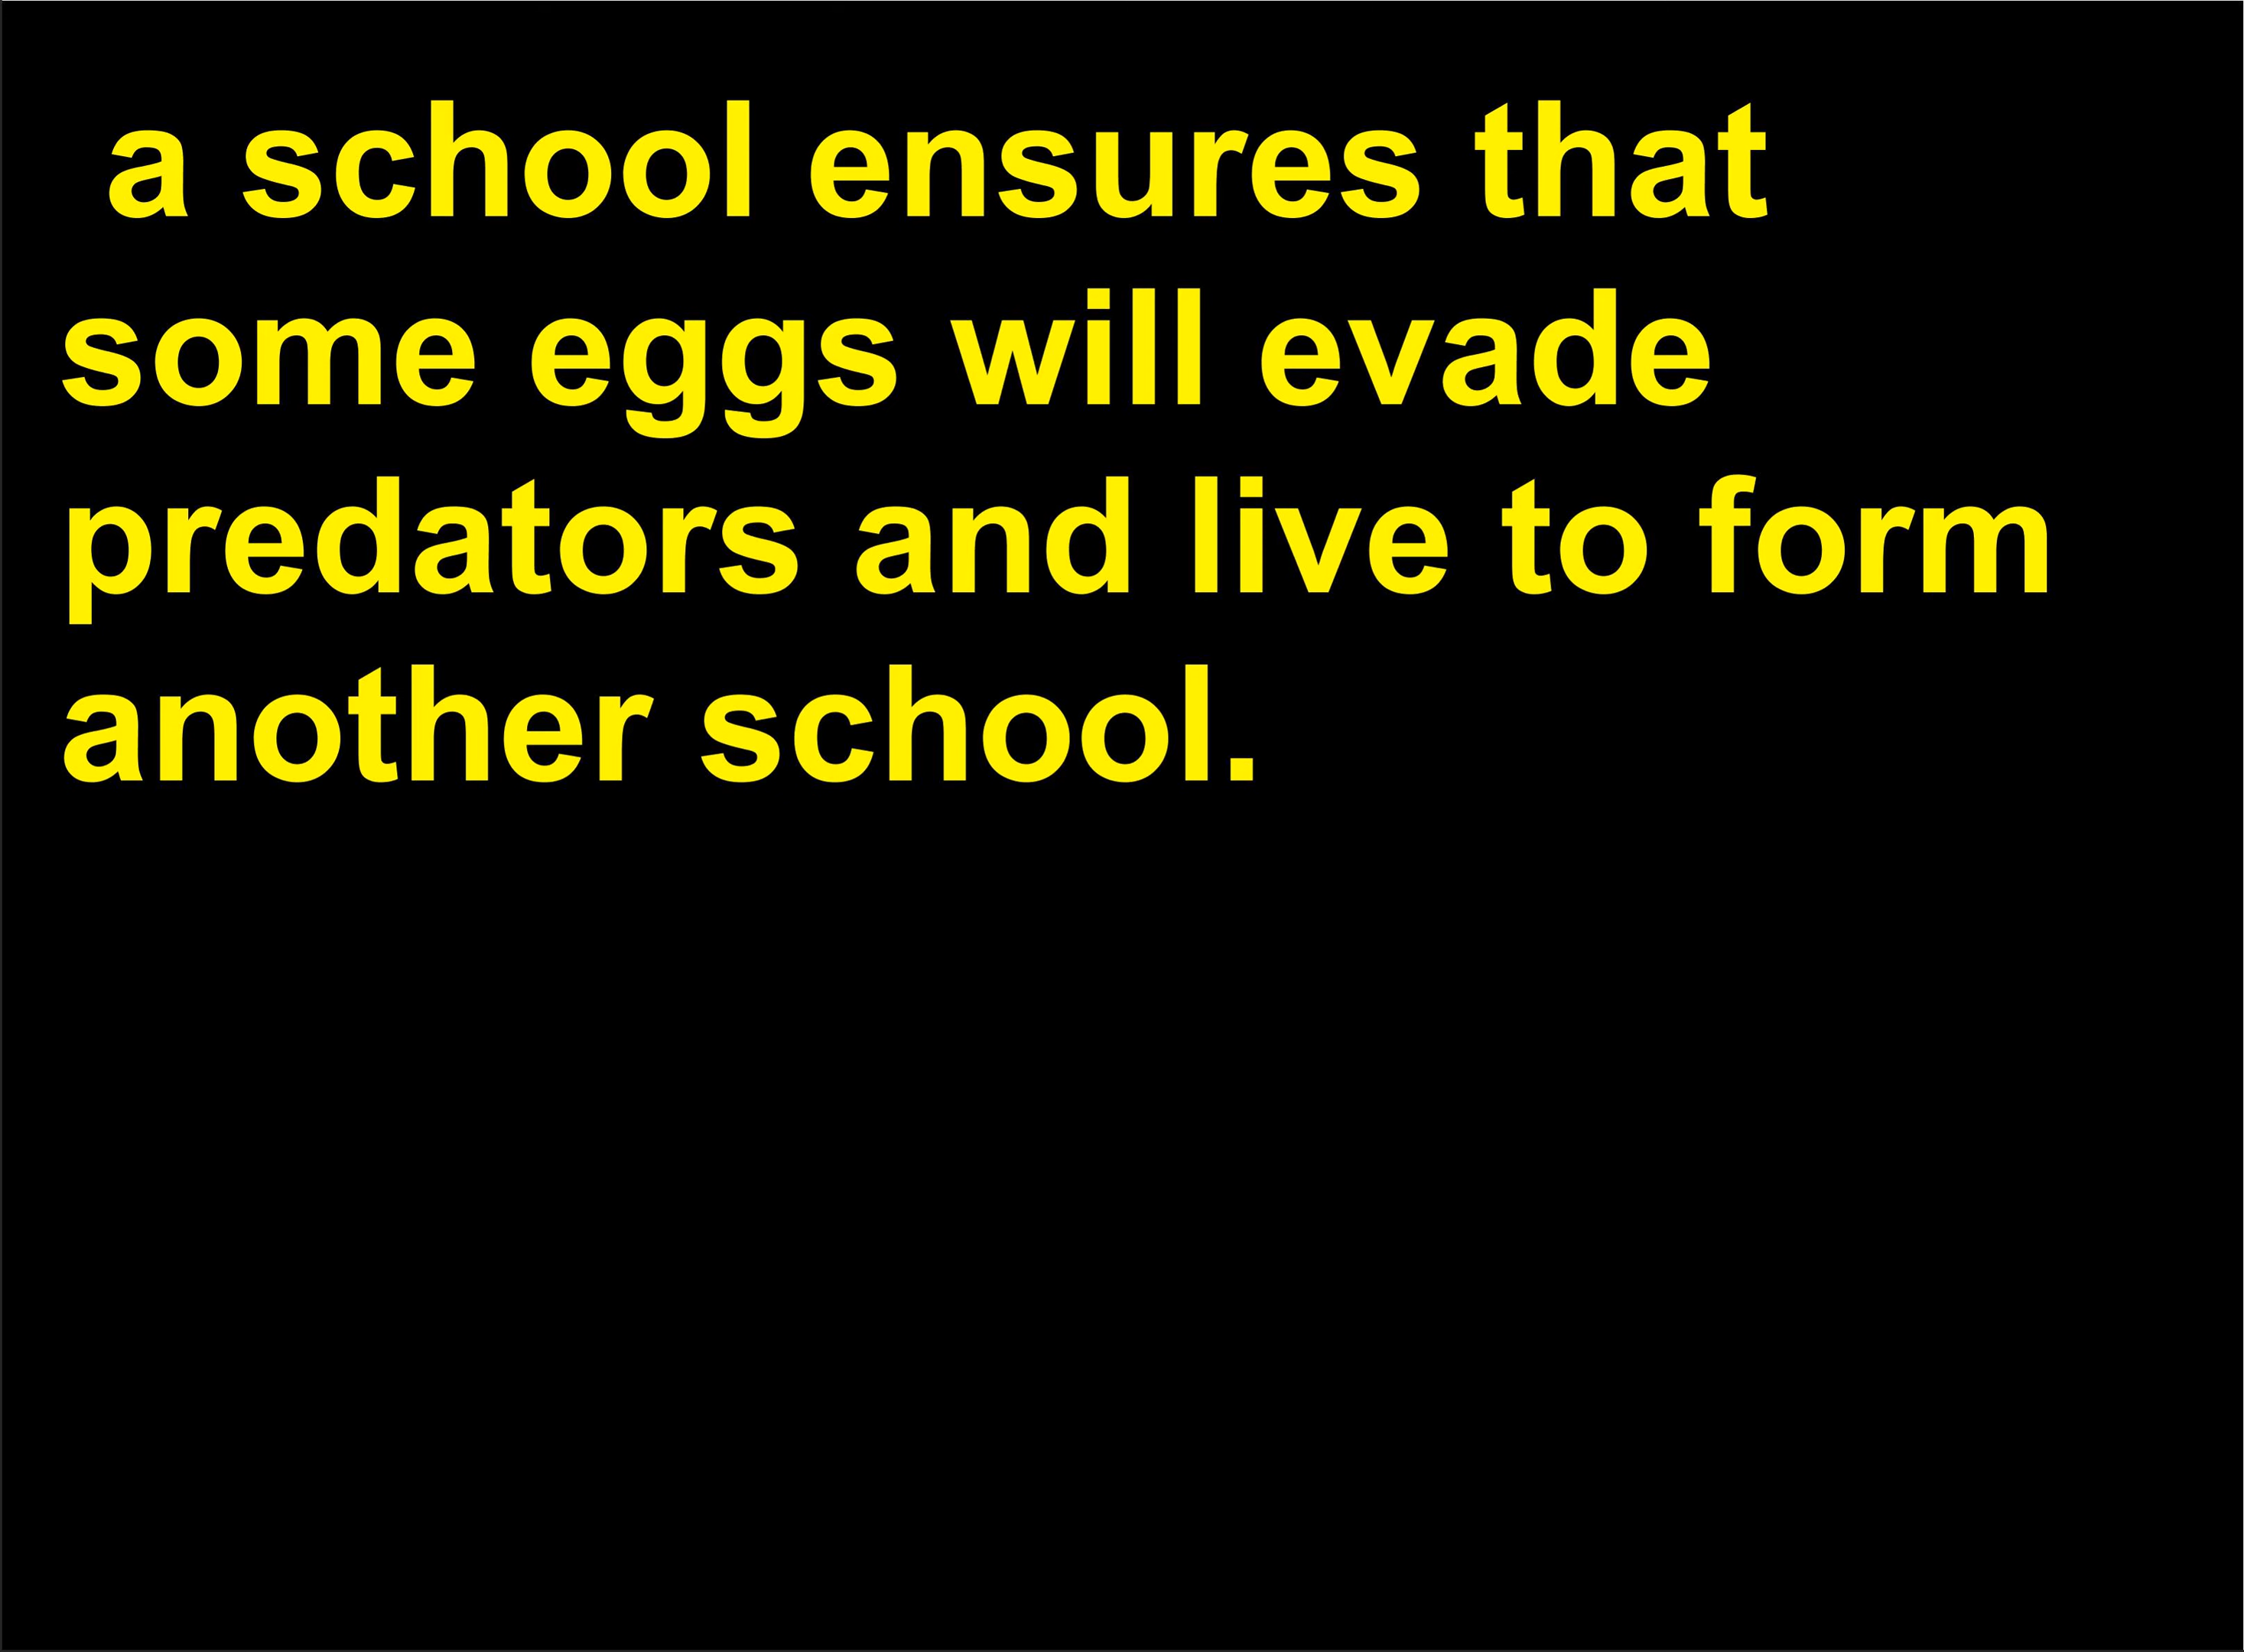 a school ensures that
some eggs will evade
predators and live to form
another school.